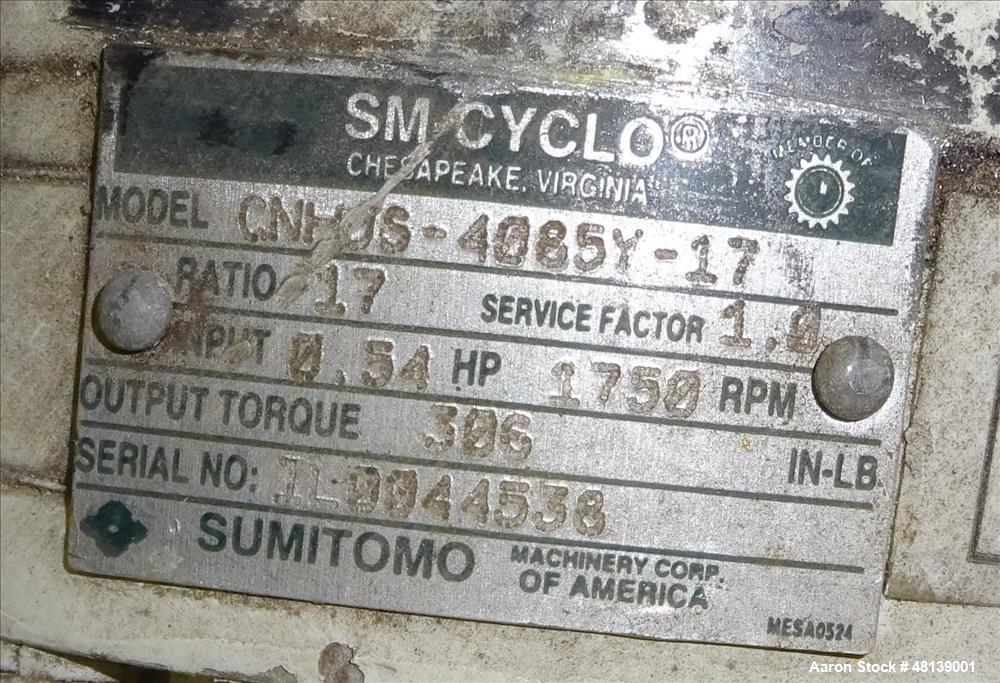 SM-CYCLO®
CHESAPEAKE, VIRGINIA
MEMBER OF
MODEL CNHJS-4085Y-17
RATIO 17 SERVICE FACTOR 1.0
INPUT 0.54 HP 1750 RPM
OUTPUT TORQUE 306 IN-LB
SERIAL NO: JL0044538
SUMITOMO MACHINERY CORP.
OF AMERICA
MESA0524
Aaron Stock # 48139001